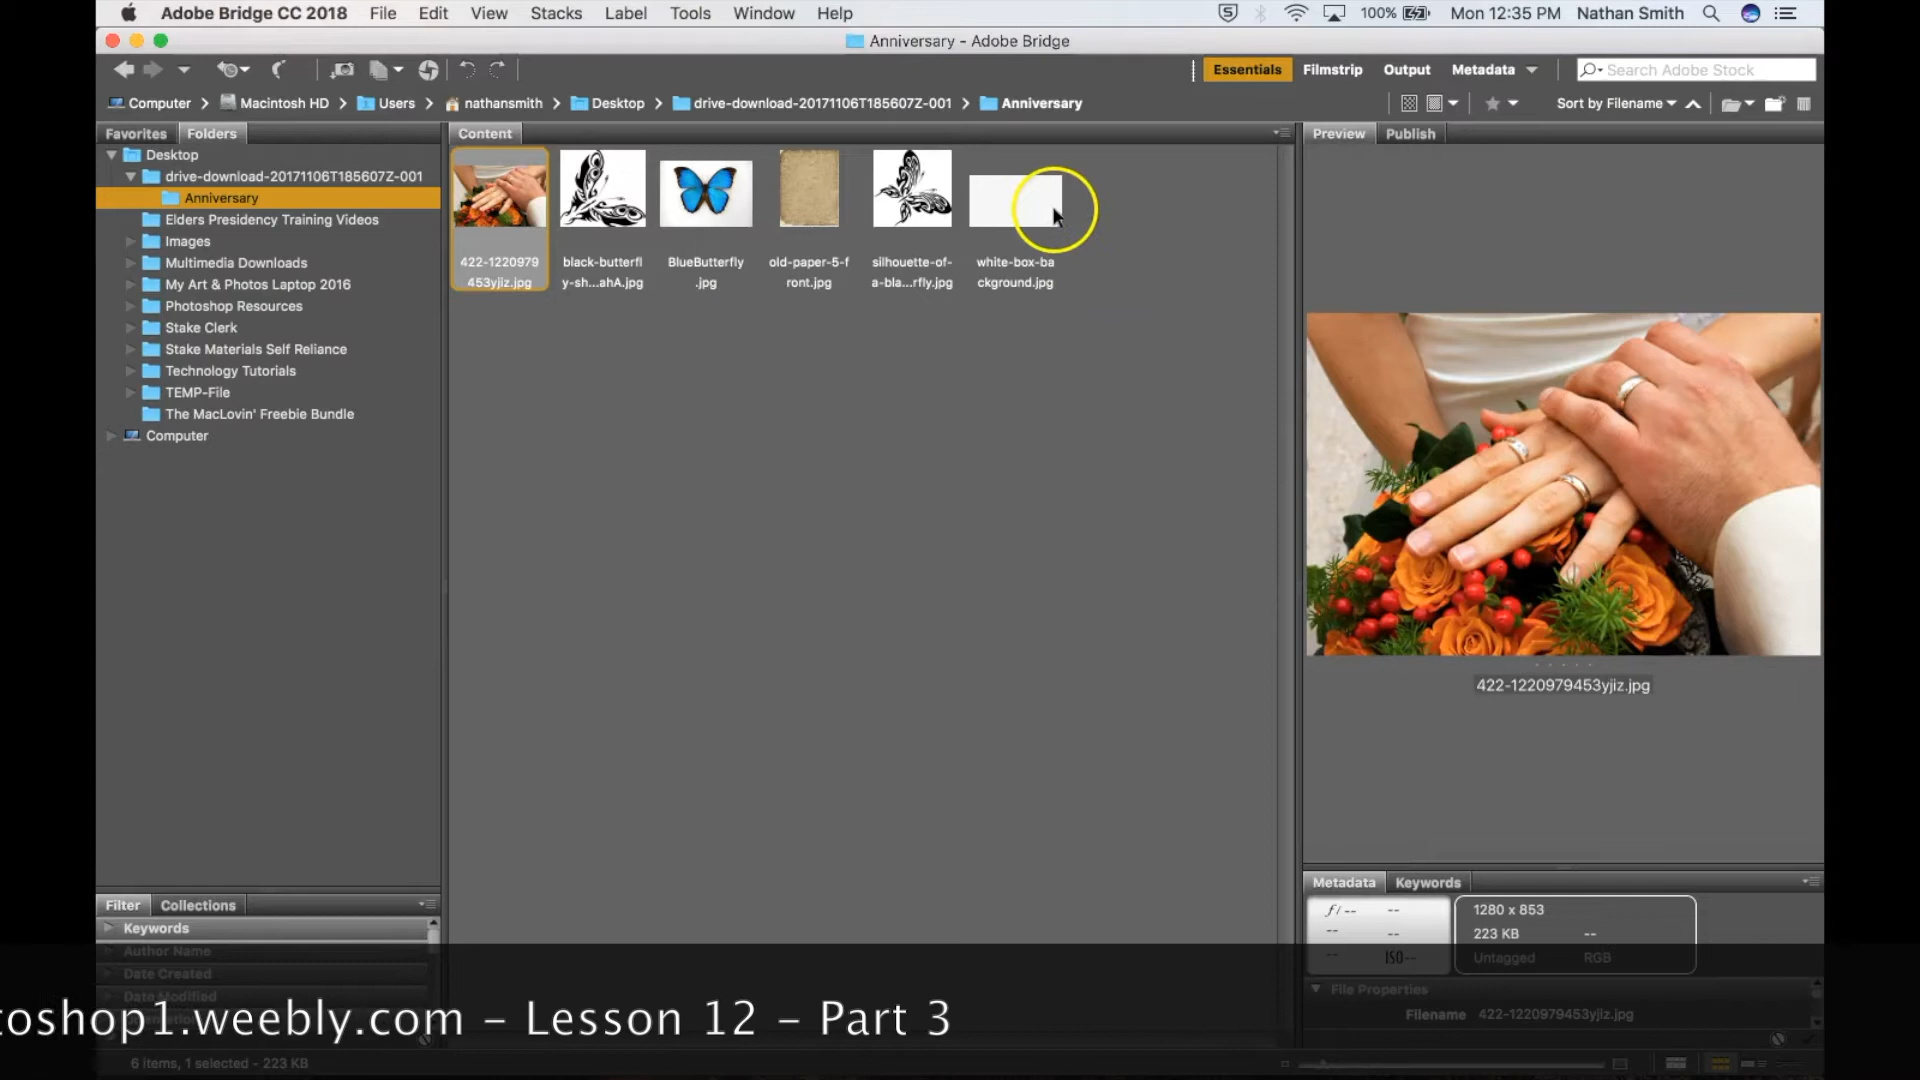 Adobe Bridge CC 2018 File Edit View Stacks Label Tools Window Help 100% Mon 12:35 PM Nathan Smith
Anniversary - Adobe Bridge
Essentials Filmstrip Output Metadata Search Adobe Stock
Computer Macintosh HD Users nathansmith Desktop drive-download-20171106T185607Z-001 Anniversary Sort by Filename
Favorites Folders
Desktop
drive-download-20171106T185607Z-001
Anniversary
Elders Presidency Training Videos
Images
Multimedia Downloads
My Art & Photos Laptop 2016
Photoshop Resources
Stake Clerk
Stake Materials Self Reliance
Technology Tutorials
TEMP-File
The MacLovin' Freebie Bundle
Computer
Content
422-1220979
453yjiz.jpg
black-butterfl
y-sh...ahA.jpg
BlueButterfly
.jpg
old-paper-5-f
ront.jpg
silhouette-of-
a-bla...rfly.jpg
white-box-ba
ckground.jpg
Preview Publish
422-1220979453yjiz.jpg
Filter Collections
Keywords
Author Name
Date Created
Date Modified
Metadata Keywords
f/-- --
-- --
-- ISO--
1280 x 853
223 KB --
Untagged RGB
File Properties
Filename 422-1220979453yjiz.jpg
toshop1.weebly.com - Lesson 12 - Part 3
6 items, 1 selected - 223 KB